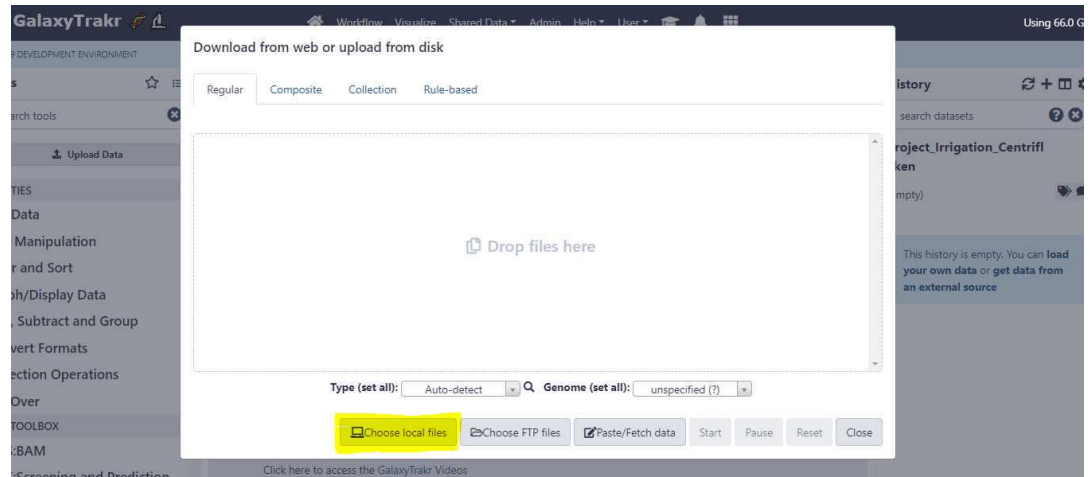 GalaxyTrakr
Workflow Visualize Shared Data Admin Help User
Using 66.0 G
DEVELOPMENT ENVIRONMENT
Download from web or upload from disk
Regular Composite Collection Rule-based
istory
arch tools
search datasets
Upload Data
roject_Irrigation_Centrifl
ken
mpty)
TIES
Data
Manipulation
r and Sort
ph/Display Data
, Subtract and Group
vert Formats
ection Operations
Over
TOOLBOX
:BAM
:Screening and Prediction
Drop files here
This history is empty. You can load
your own data or get data from
an external source
Type (set all): Auto-detect Genome (set all): unspecified (?)
Choose local files Choose FTP files Paste/Fetch data Start Pause Reset Close
Click here to access the GalaxyTrakr Videos